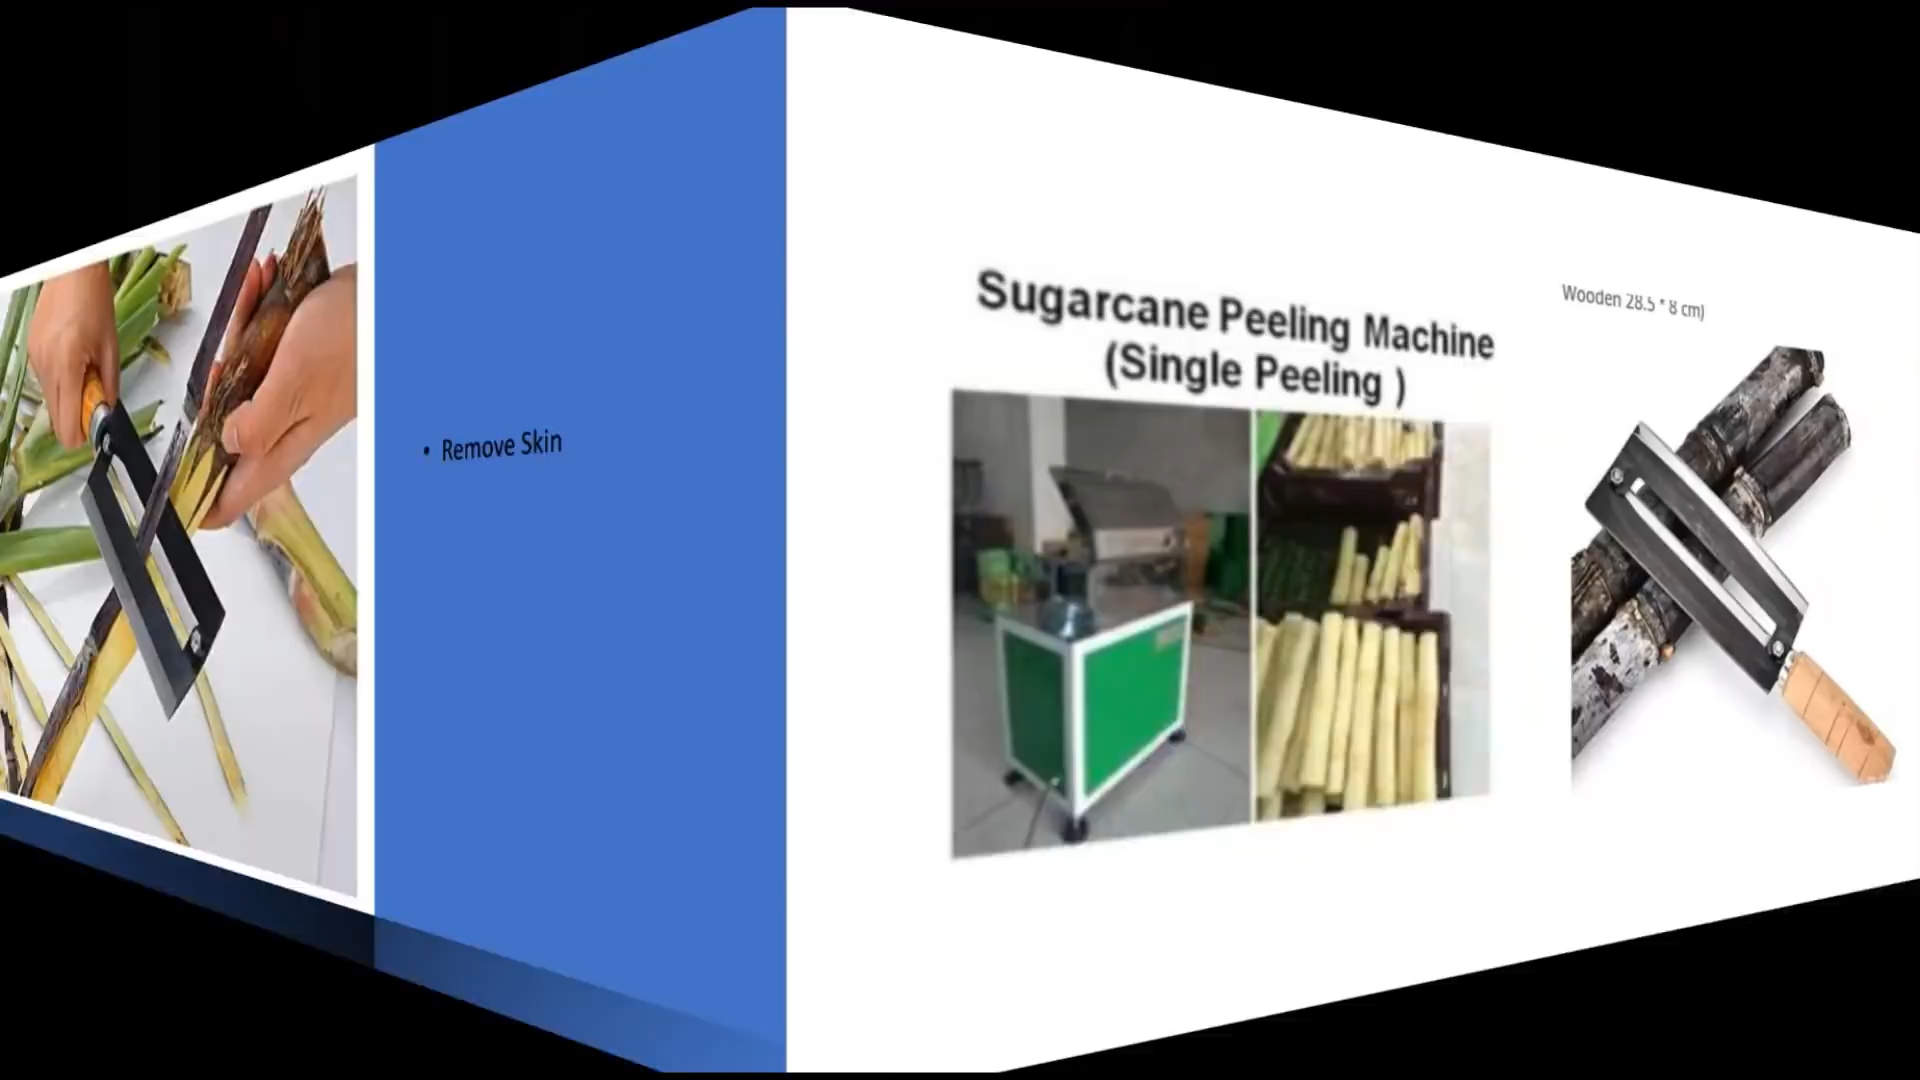 • Remove Skin
Sugarcane Peeling Machine
(Single Peeling )
Wooden 28.5 * 8 cm)